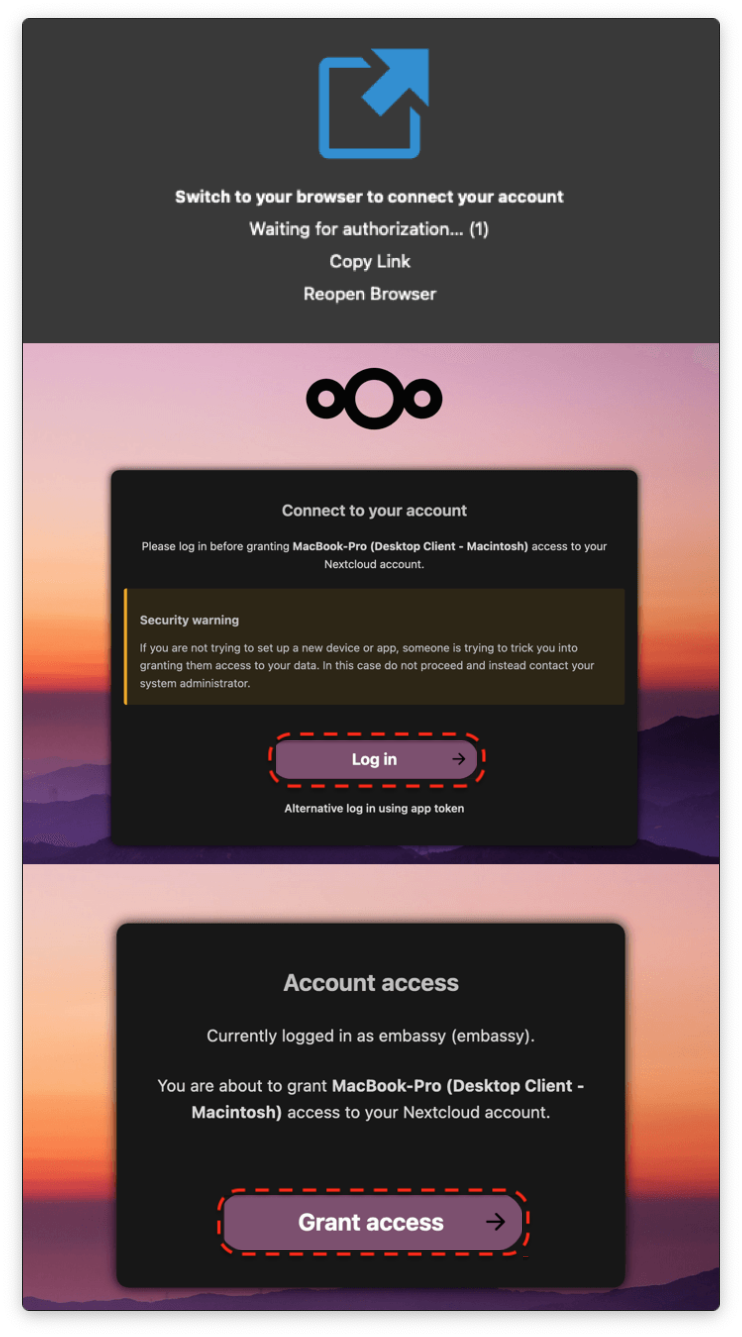 Switch to your browser to connect your account
Waiting for authorization... (1)
Copy Link
Reopen Browser
Connect to your account
Please log in before granting MacBook-Pro (Desktop Client - Macintosh) access to your
Nextcloud account.
Security warning
If you are not trying to set up a new device or app, someone is trying to trick you into
granting them access to your data. In this case do not proceed and instead contact your
system administrator.
Log in
Alternative log in using app token
Account access
Currently logged in as embassy (embassy).
You are about to grant MacBook-Pro (Desktop Client -
Macintosh) access to your Nextcloud account.
Grant access